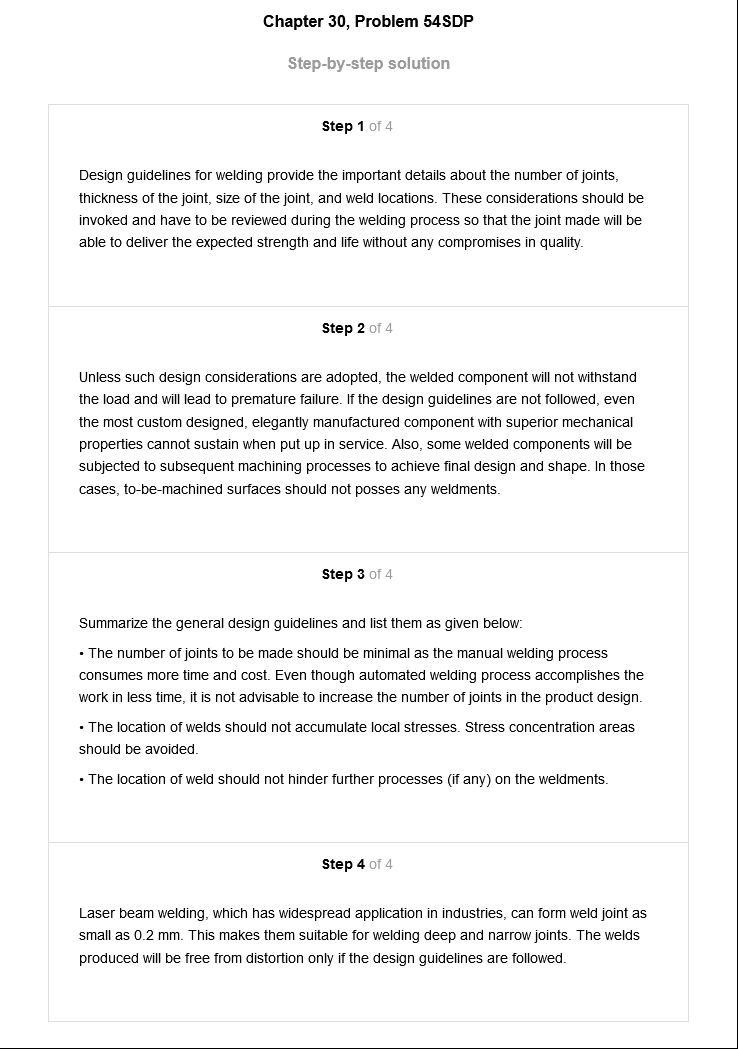 Chapter 30, Problem 54SDP
Step-by-step solution
Step 1 of 4
Design guidelines for welding provide the important details about the number of joints,
thickness of the joint, size of the joint, and weld locations. These considerations should be
invoked and have to be reviewed during the welding process so that the joint made will be
able to deliver the expected strength and life without any compromises in quality.
Step 2 of 4
Unless such design considerations are adopted, the welded component will not withstand
the load and will lead to premature failure. If the design guidelines are not followed, even
the most custom designed, elegantly manufactured component with superior mechanical
properties cannot sustain when put up in service. Also, some welded components will be
subjected to subsequent machining processes to achieve final design and shape. In those
cases, to-be-machined surfaces should not posses any weldments.
Step 3 of 4
Summarize the general design guidelines and list them as given below:
• The number of joints to be made should be minimal as the manual welding process
consumes more time and cost. Even though automated welding process accomplishes the
work in less time, it is not advisable to increase the number of joints in the product design.
• The location of welds should not accumulate local stresses. Stress concentration areas
should be avoided.
• The location of weld should not hinder further processes (if any) on the weldments.
Step 4 of 4
Laser beam welding, which has widespread application in industries, can form weld joint as
small as 0.2 mm. This makes them suitable for welding deep and narrow joints. The welds
produced will be free from distortion only if the design guidelines are followed.